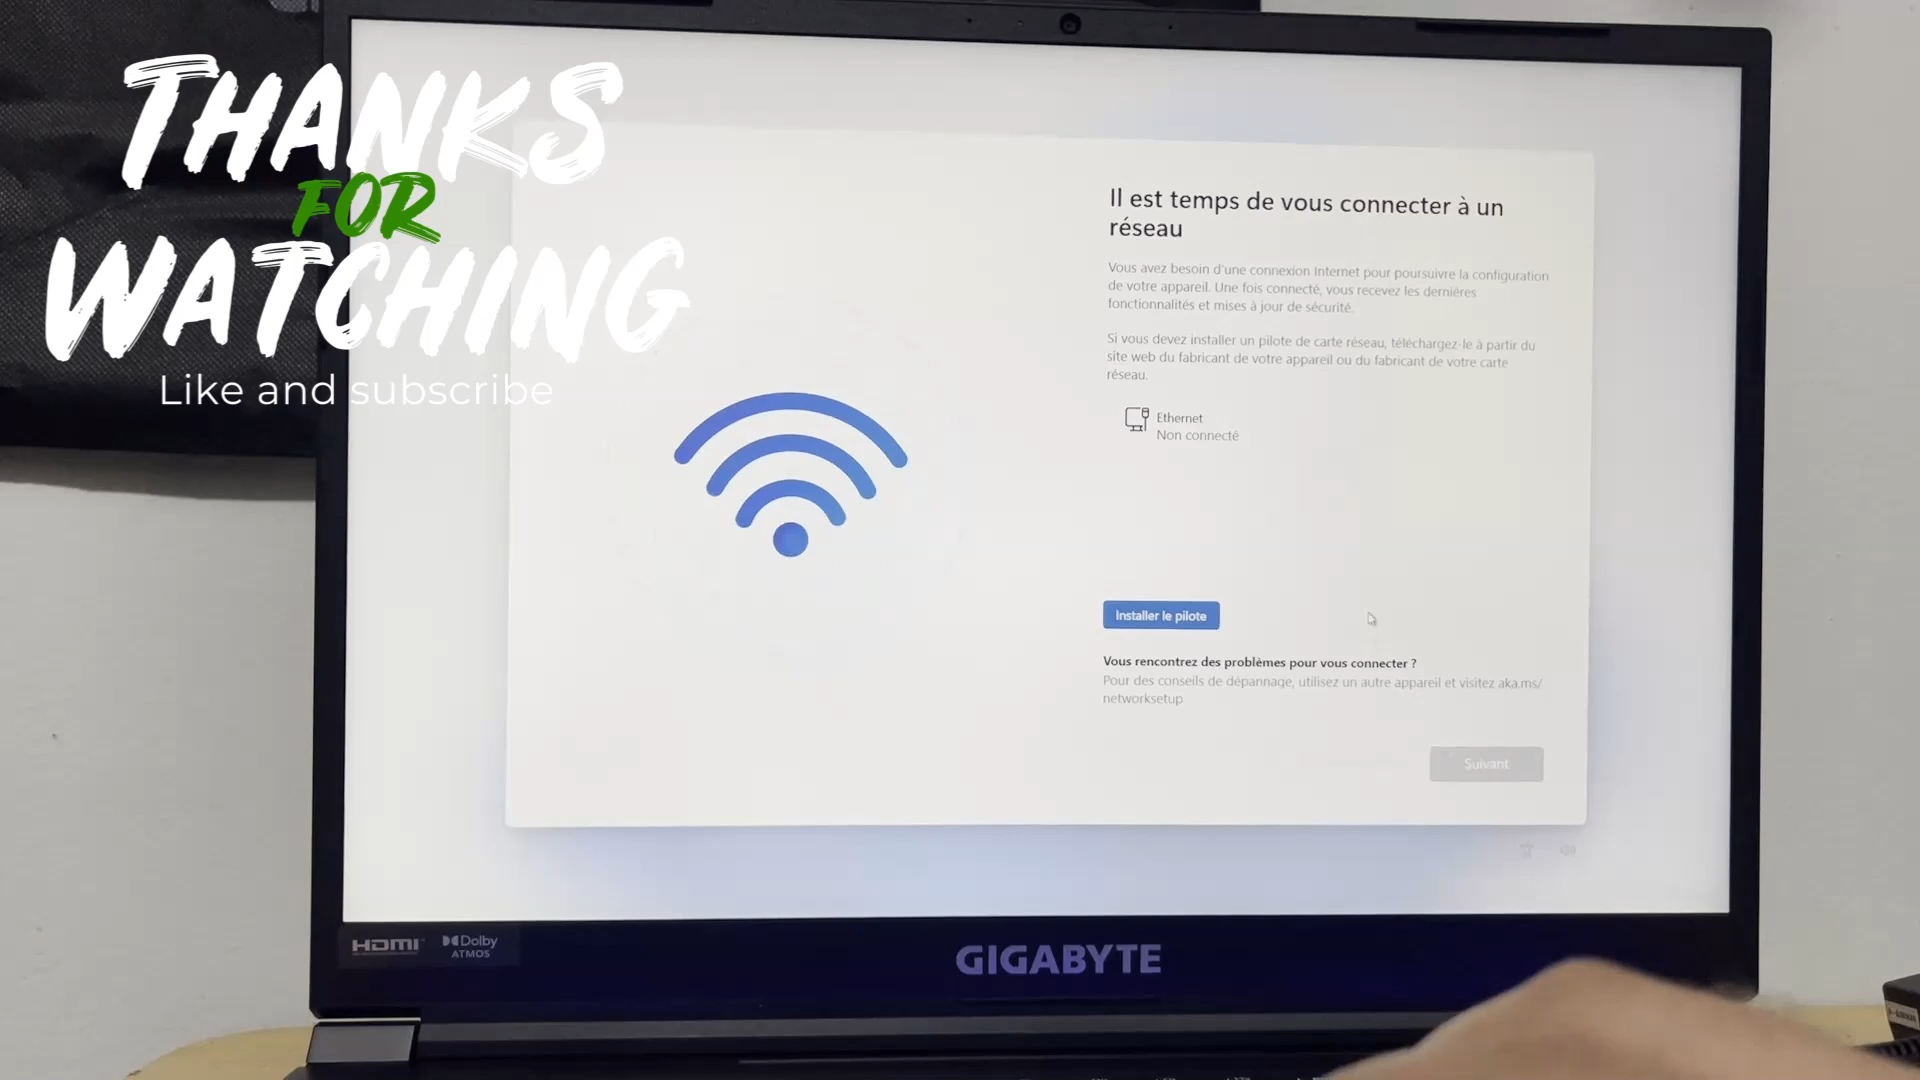 THANKS
FOR
WATCHING
Like and subscribe
Il est temps de vous connecter à un
réseau
Vous avez besoin d'une connexion Internet pour poursuivre la configuration
de votre appareil. Une fois connecté, vous recevez les dernières
fonctionnalités et mises à jour de sécurité.
Si vous devez installer un pilote de carte réseau, téléchargez-le à partir du
site web du fabricant de votre appareil ou du fabricant de votre carte
réseau.
Ethernet
Non connecté
Installer le pilote
Vous rencontrez des problèmes pour vous connecter ?
Pour des conseils de dépannage, utilisez un autre appareil et visitez aka.ms/
networksetup
Suivant
HDMI
Dolby
ATMOS
GIGABYTE